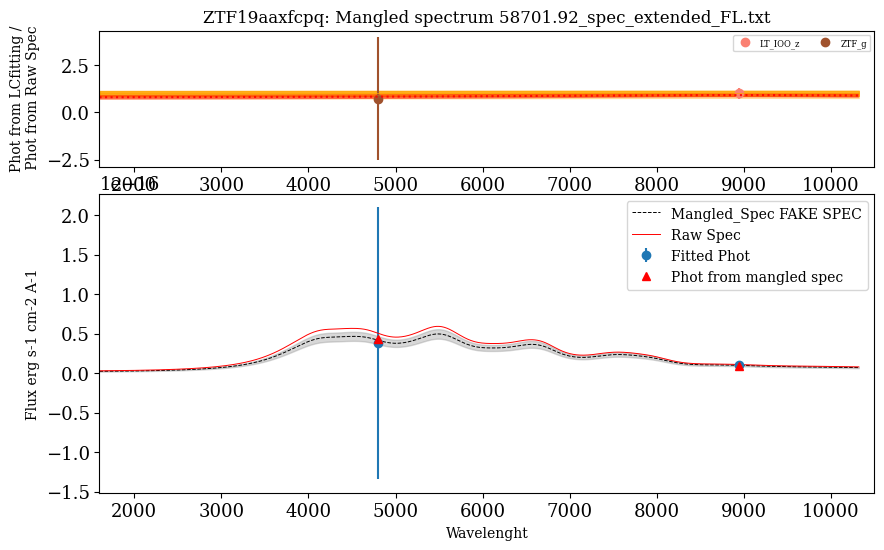 ZTF19aaxfcpq: Mangled spectrum 58701.92_spec_extended_FL.txt
Phot from LCfitting /
Phot from Raw Spec
2.5
0.0
−2.5
LT_IOO_z
ZTF_g
2000 3000 4000 5000 6000 7000 8000 9000 10000
1e−16
Flux erg s-1 cm-2 A-1
2.0
1.5
1.0
0.5
0.0
−0.5
−1.0
−1.5
Mangled_Spec FAKE SPEC
Raw Spec
Fitted Phot
Phot from mangled spec
2000 3000 4000 5000 6000 7000 8000 9000 10000
Wavelenght